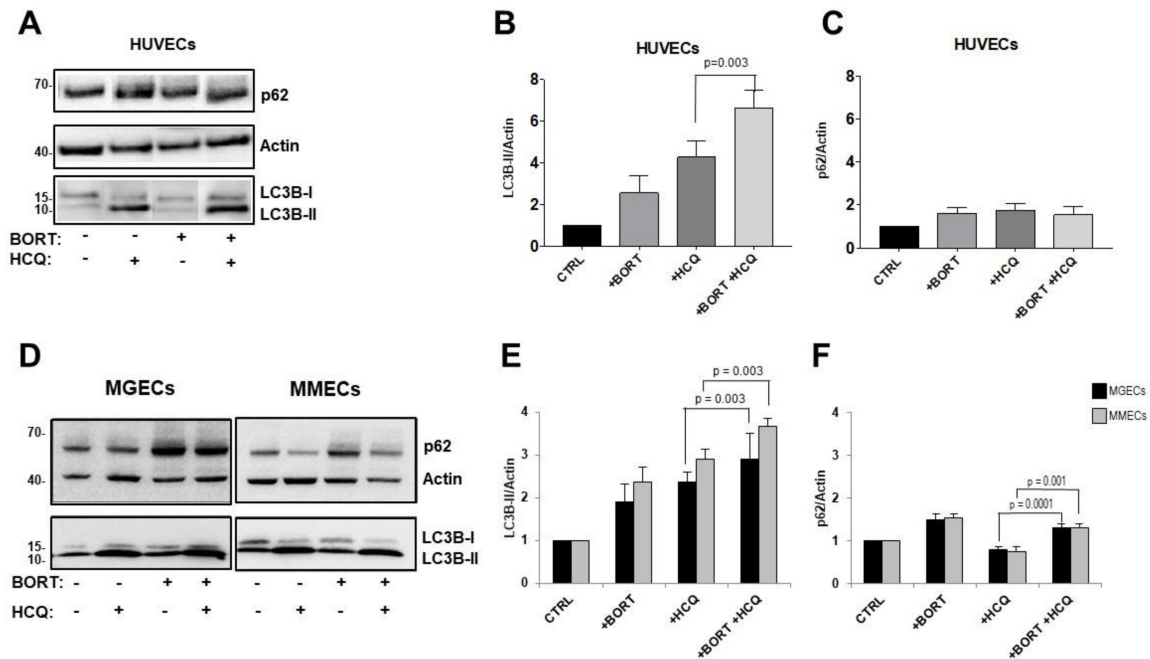 A
HUVECs
70-
p62
Actin
40-
LC3B-I
15-
10-
LC3B-II
BORT: - - + +
HCQ: - + - +
B
HUVECs
p=0.003
8
6
4
2
0
LC3B-II/Actin
CTRL
+BORT
+HCQ
+BORT +HCQ
C
HUVECs
8
6
4
2
0
p62/Actin
CTRL
+BORT
+HCQ
+BORT +HCQ
D
MGECs MMECs
70-
p62
Actin
40-
LC3B-I
15-
10-
LC3B-II
BORT: - - + + - - + +
HCQ: - + - + - + - +
E
p = 0.003
p = 0.003
4
3
2
1
0
LC3B-II/Actin
CTRL
+BORT
+HCQ
+BORT +HCQ
F
MGECs
MMECs
4
3
2
1
0
p62/Actin
p = 0.001
p = 0.0001
CTRL
+BORT
+HCQ
+BORT +HCQ